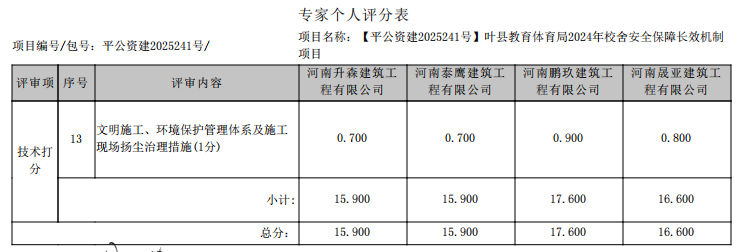 专家个人评分表
项目编号/包号：平公资建2025241号/
项目名称：【平公资建2025241号】叶县教育体育局2024年校舍安全保障长效机制
项目
评审项 序号 评审内容 河南升森建筑工程有限公司 河南泰鹰建筑工程有限公司 河南鹏玖建筑工程有限公司 河南晟亚建筑工程有限公司
技术打分 13 文明施工、环境保护管理体系及施工现场扬尘治理措施(1分) 0.700 0.700 0.900 0.800
小计: 15.900 15.900 17.600 16.600
总分: 15.900 15.900 17.600 16.600